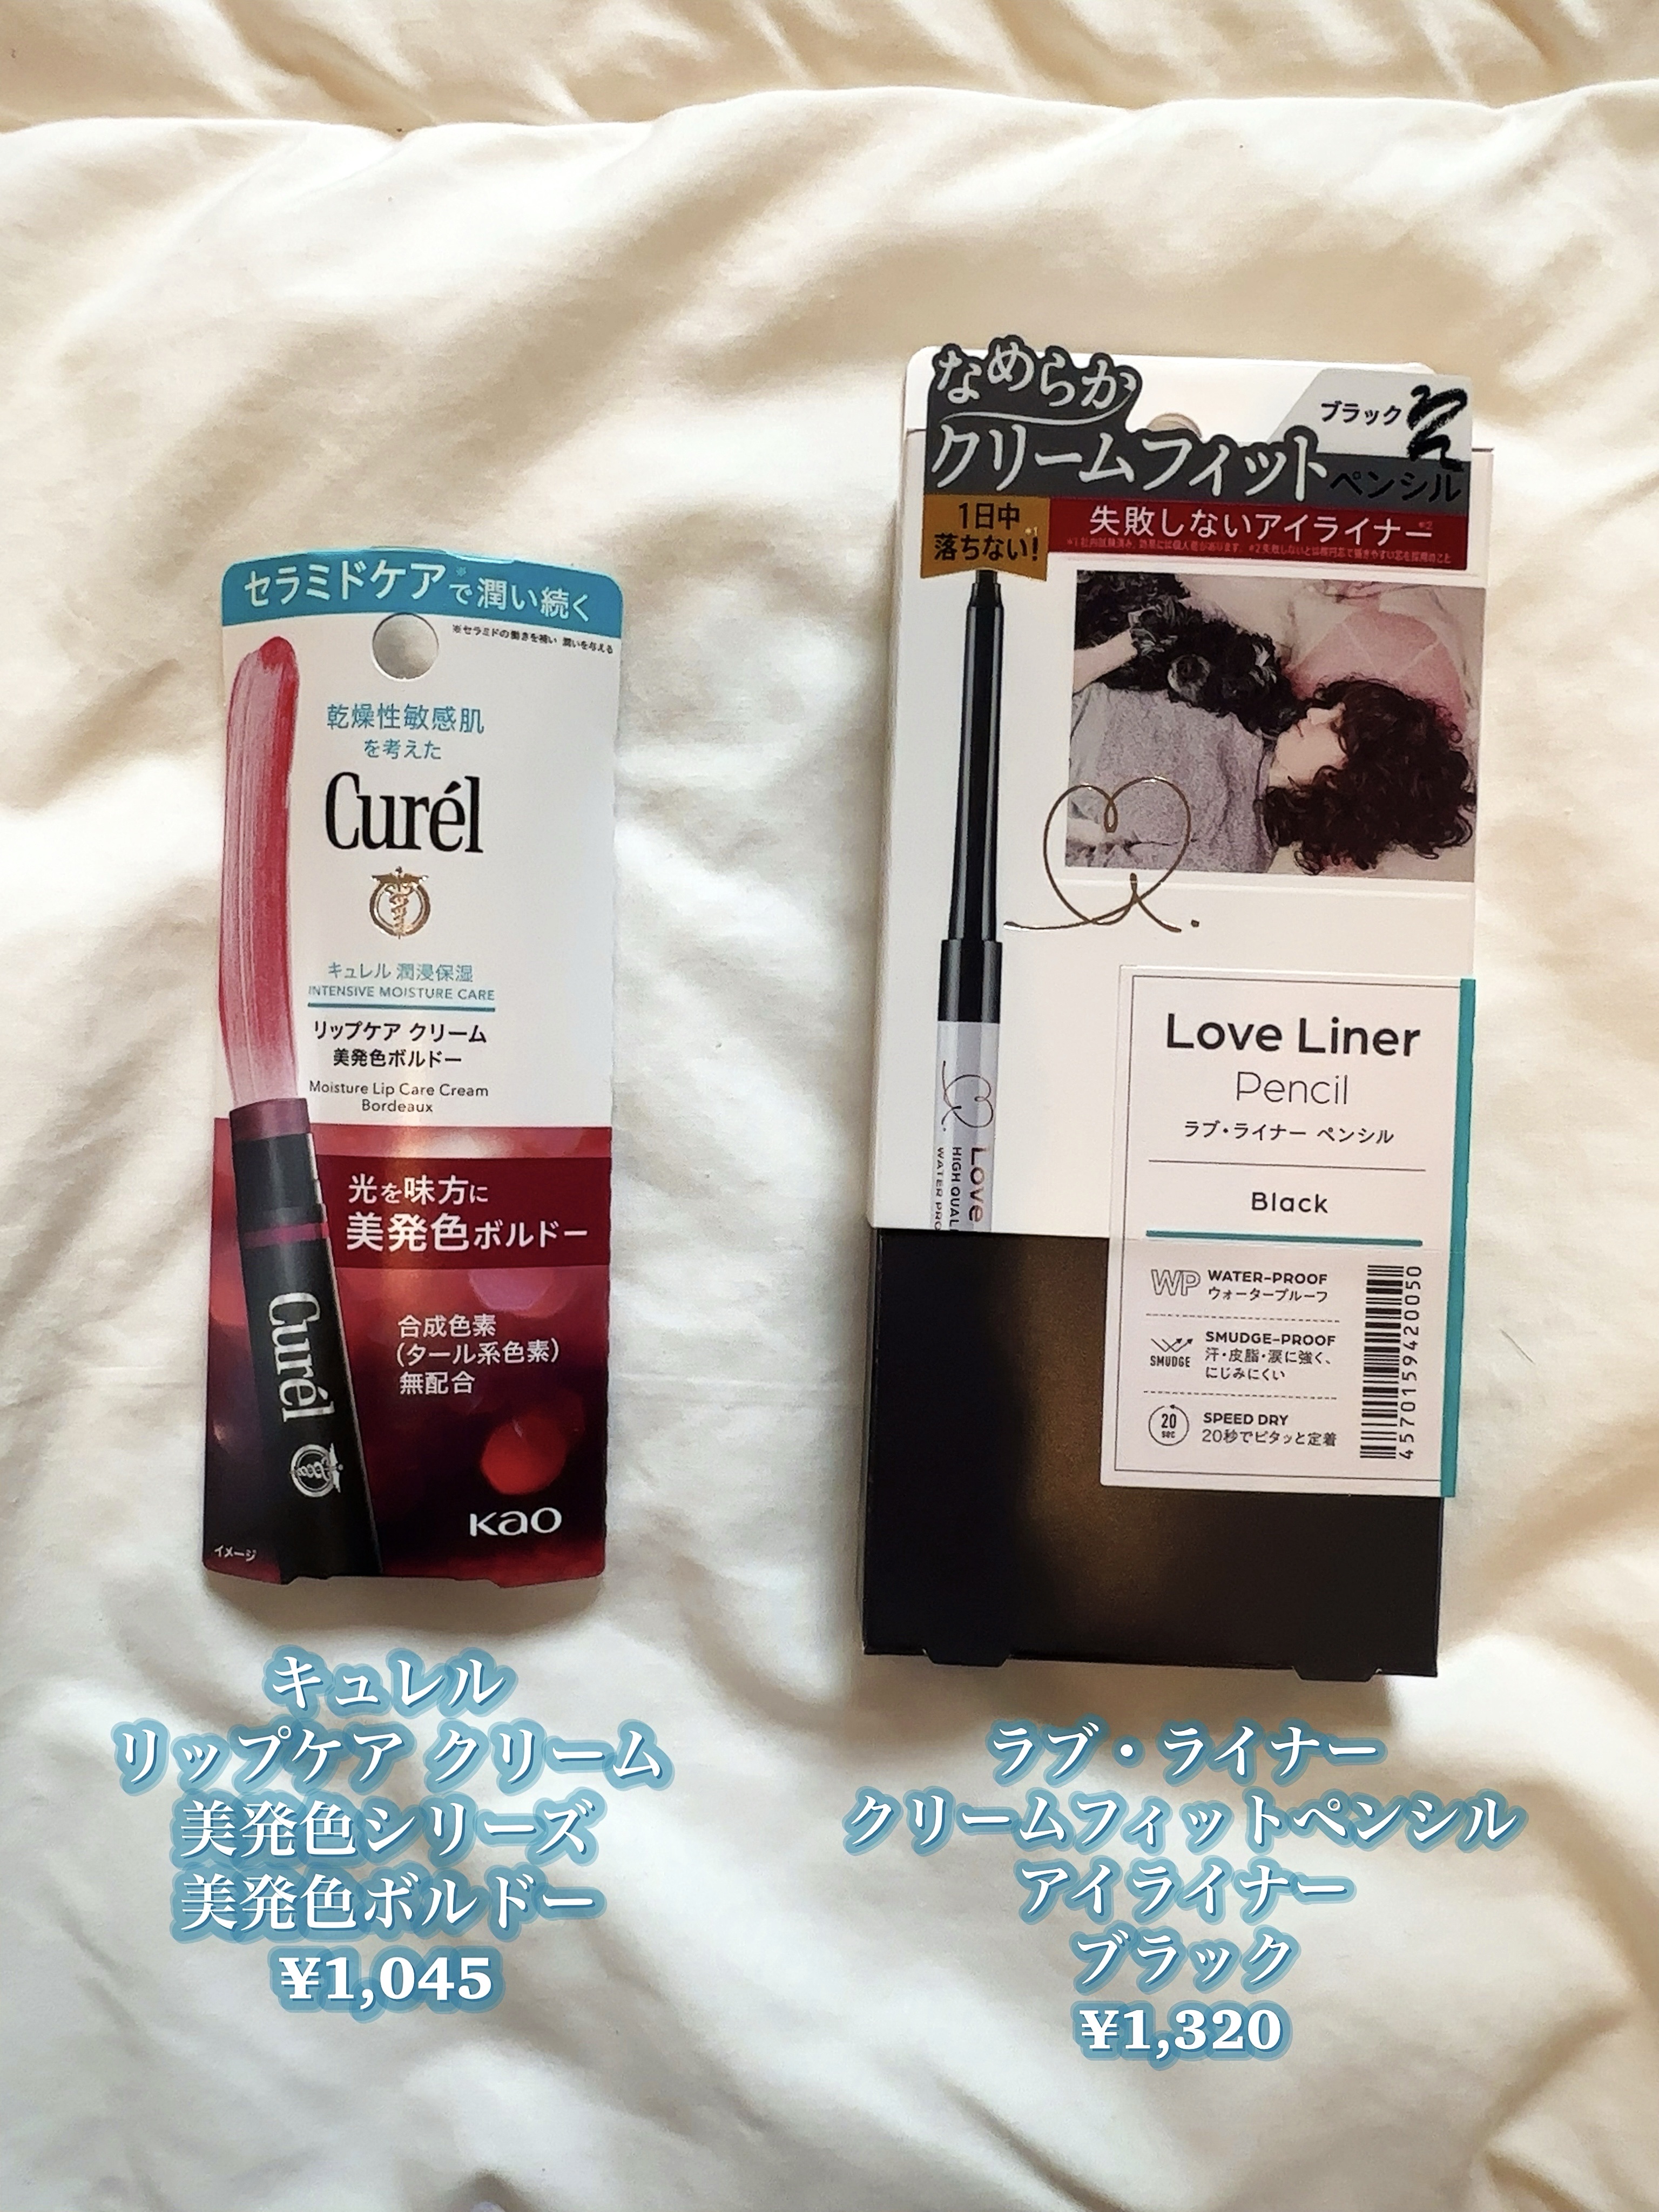 セラミドケア※で潤い続く
※セラミドの働きを補い 潤いを与える
乾燥性敏感肌
を考えた
Curél
キュレル 潤浸保湿
INTENSIVE MOISTURE CARE
リップケア クリーム
美発色ボルドー
Moisture Lip Care Cream
Bordeaux
光を味方に
美発色ボルドー
合成色素
(タール系色素)
無配合
Curél
Kao
イメージ
キュレル
リップケア クリーム
美発色シリーズ
美発色ボルドー
¥1,045
なめらか
クリームフィットペンシル
ブラック
1日中
落ちない!※1
失敗しないアイライナー※2
Love
HIGH QUAL
WATER PRO
Love Liner
Pencil
ラブ・ライナー ペンシル
Black
WP WATER-PROOF
ウォータープルーフ
SMUDGE
SMUDGE-PROOF
汗・皮脂・涙に強く、
にじみにくい
20 sec
SPEED DRY
20秒でピタッと定着
4570159420050
ラブ・ライナー
クリームフィットペンシル
アイライナー
ブラック
¥1,320